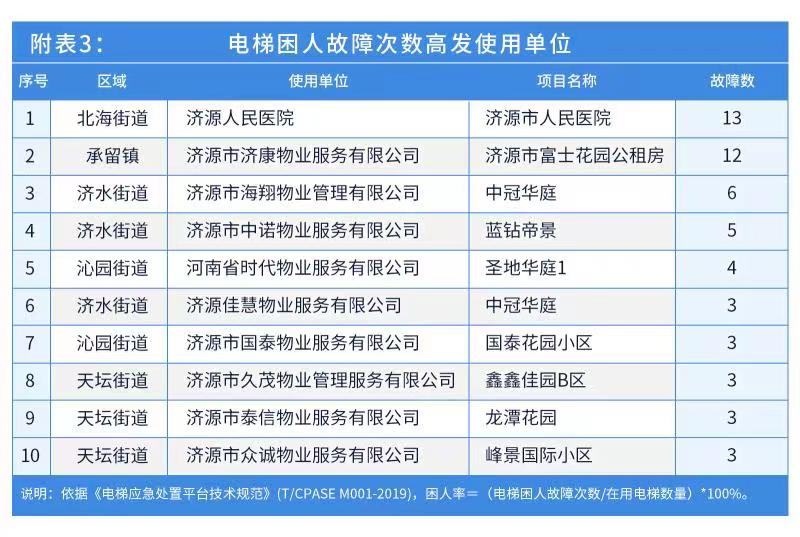 附表3： 电梯困人故障次数高发使用单位
序号 区域 使用单位 项目名称 故障数
1 北海街道 济源人民医院 济源市人民医院 13
2 承留镇 济源市济康物业服务有限公司 济源市富士花园公租房 12
3 济水街道 济源市海翔物业管理有限公司 中冠华庭 6
4 济水街道 济源市中诺物业服务有限公司 蓝钻帝景 5
5 沁园街道 河南省时代物业服务有限公司 圣地华庭1 4
6 济水街道 济源佳慧物业服务有限公司 中冠华庭 3
7 沁园街道 济源市国泰物业服务有限公司 国泰花园小区 3
8 天坛街道 济源市久茂物业管理服务有限公司 鑫鑫佳园B区 3
9 天坛街道 济源市泰信物业服务有限公司 龙潭花园 3
10 天坛街道 济源市众诚物业服务有限公司 峰景国际小区 3
说明：依据《电梯应急处置平台技术规范》(T/CPASE M001-2019)，困人率＝（电梯困人故障次数/在用电梯数量）*100%。